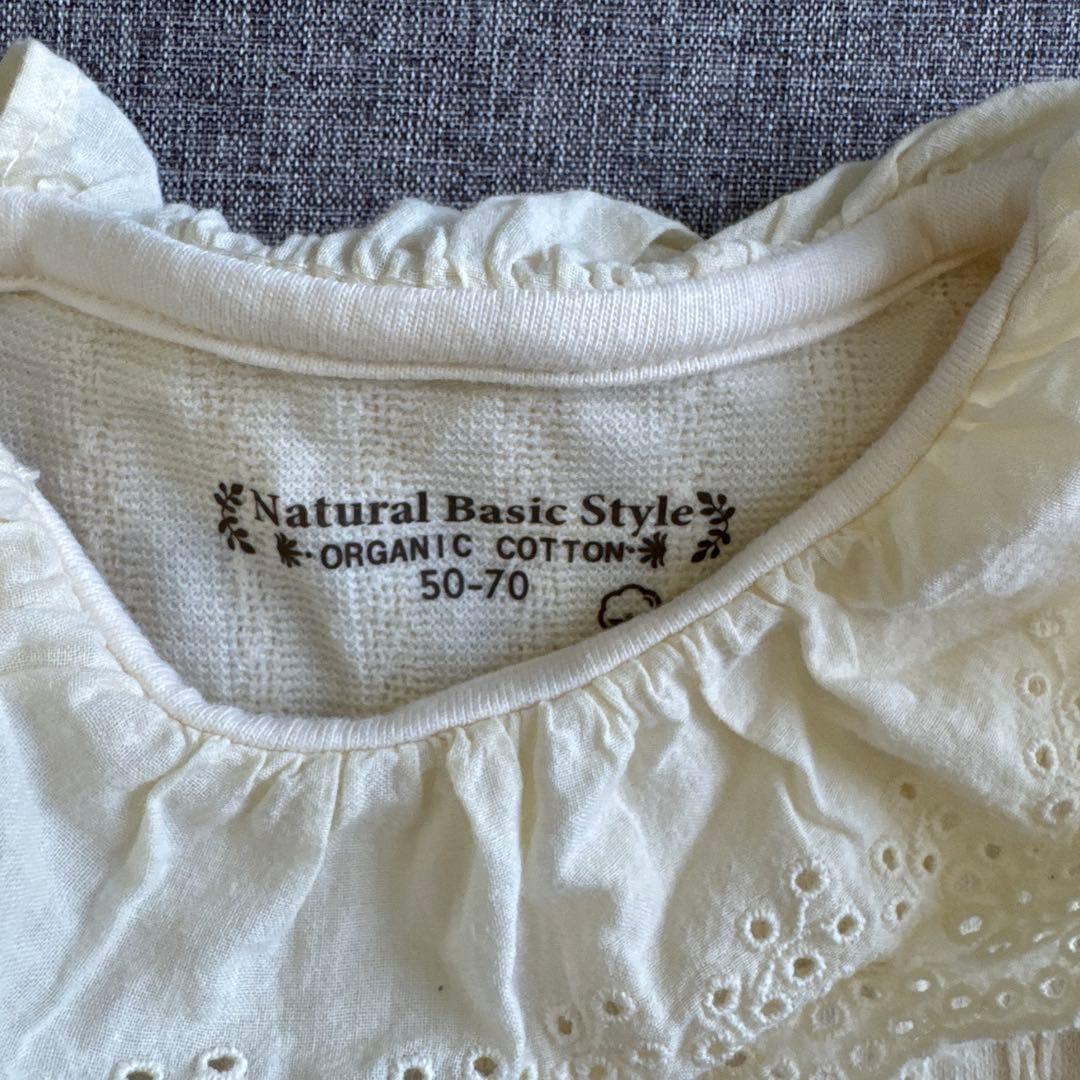 Natural Basic Style
ORGANIC COTTON
50-70